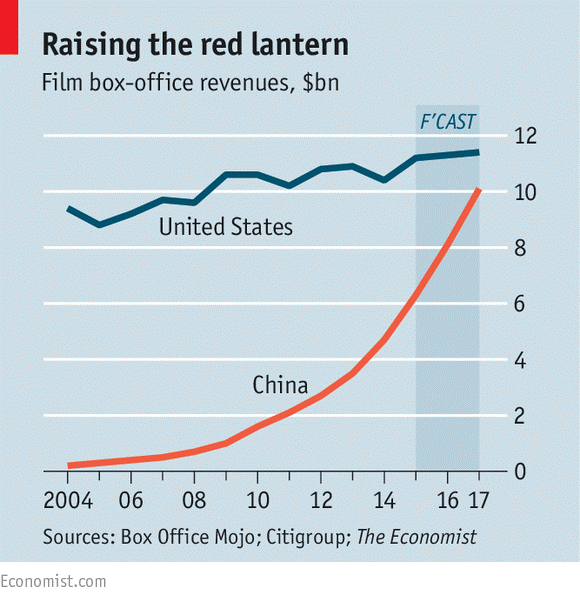 Raising the red lantern
Film box-office revenues, $bn
F'CAST
12
10
United States
8
6
4
China
2
0
2004 06 08 10 12 14 16 17
Sources: Box Office Mojo; Citigroup; The Economist
Economist.com